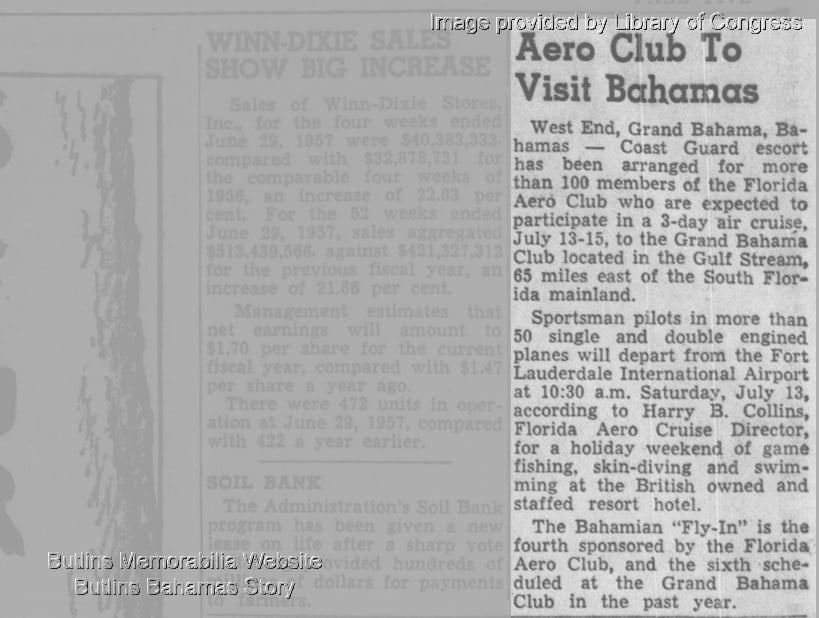 PAGE FIVE
Image provided by Library of Congress
WINN-DIXIE SALES
SHOW BIG INCREASE
Sales of Winn-Dixie Stores,
Inc., for the four weeks ended
June 29, 1957 were $40,383,333.
compared with $32,878,731 for
the comparable four weeks of
1956, an increase of 22.83 per
cent. For the 52 weeks ended
June 29, 1957, sales aggregated
$513,439,566. against $421,327,312
for the previous fiscal year, an
increase of 21.86 per cent.
Management estimates that
net earnings will amount to
$1.70 per share for the current
fiscal year, compared with $1.47
per share a year ago.
There were 472 units in oper-
ation at June 29, 1957, compared
with 422 a year earlier.
SOIL BANK
The Administration's Soil Bank
program has been given a new
lease on life after a sharp vote
provided hundreds of
of dollars for payments
to farmers.
Aero Club To
Visit Bahamas
West End, Grand Bahama, Ba-
hamas — Coast Guard escort
has been arranged for more
than 100 members of the Florida
Aero Club who are expected to
participate in a 3-day air cruise,
July 13-15, to the Grand Bahama
Club located in the Gulf Stream,
65 miles east of the South Flor-
ida mainland.
Sportsman pilots in more than
50 single and double engined
planes will depart from the Fort
Lauderdale International Airport
at 10:30 a.m. Saturday, July 13,
according to Harry B. Collins,
Florida Aero Cruise Director,
for a holiday weekend of game
fishing, skin-diving and swim-
ming at the British owned and
staffed resort hotel.
The Bahamian "Fly-In" is the
fourth sponsored by the Florida
Aero Club, and the sixth sche-
duled at the Grand Bahama
Club in the past year.
Butlins Memorabilia Website
Butlins Bahamas Story